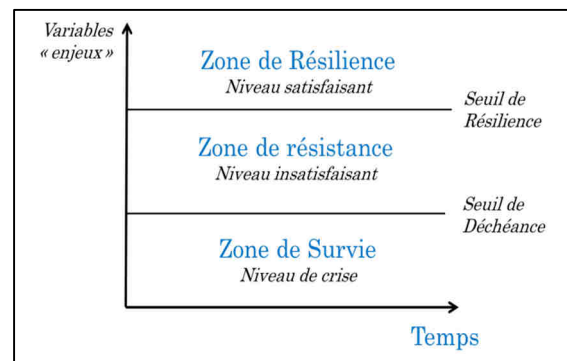 Variables
« enjeux »
Zone de Résilience
Niveau satisfaisant
Seuil de
Résilience
Zone de résistance
Niveau insatisfaisant
Seuil de
Déchéance
Zone de Survie
Niveau de crise
Temps